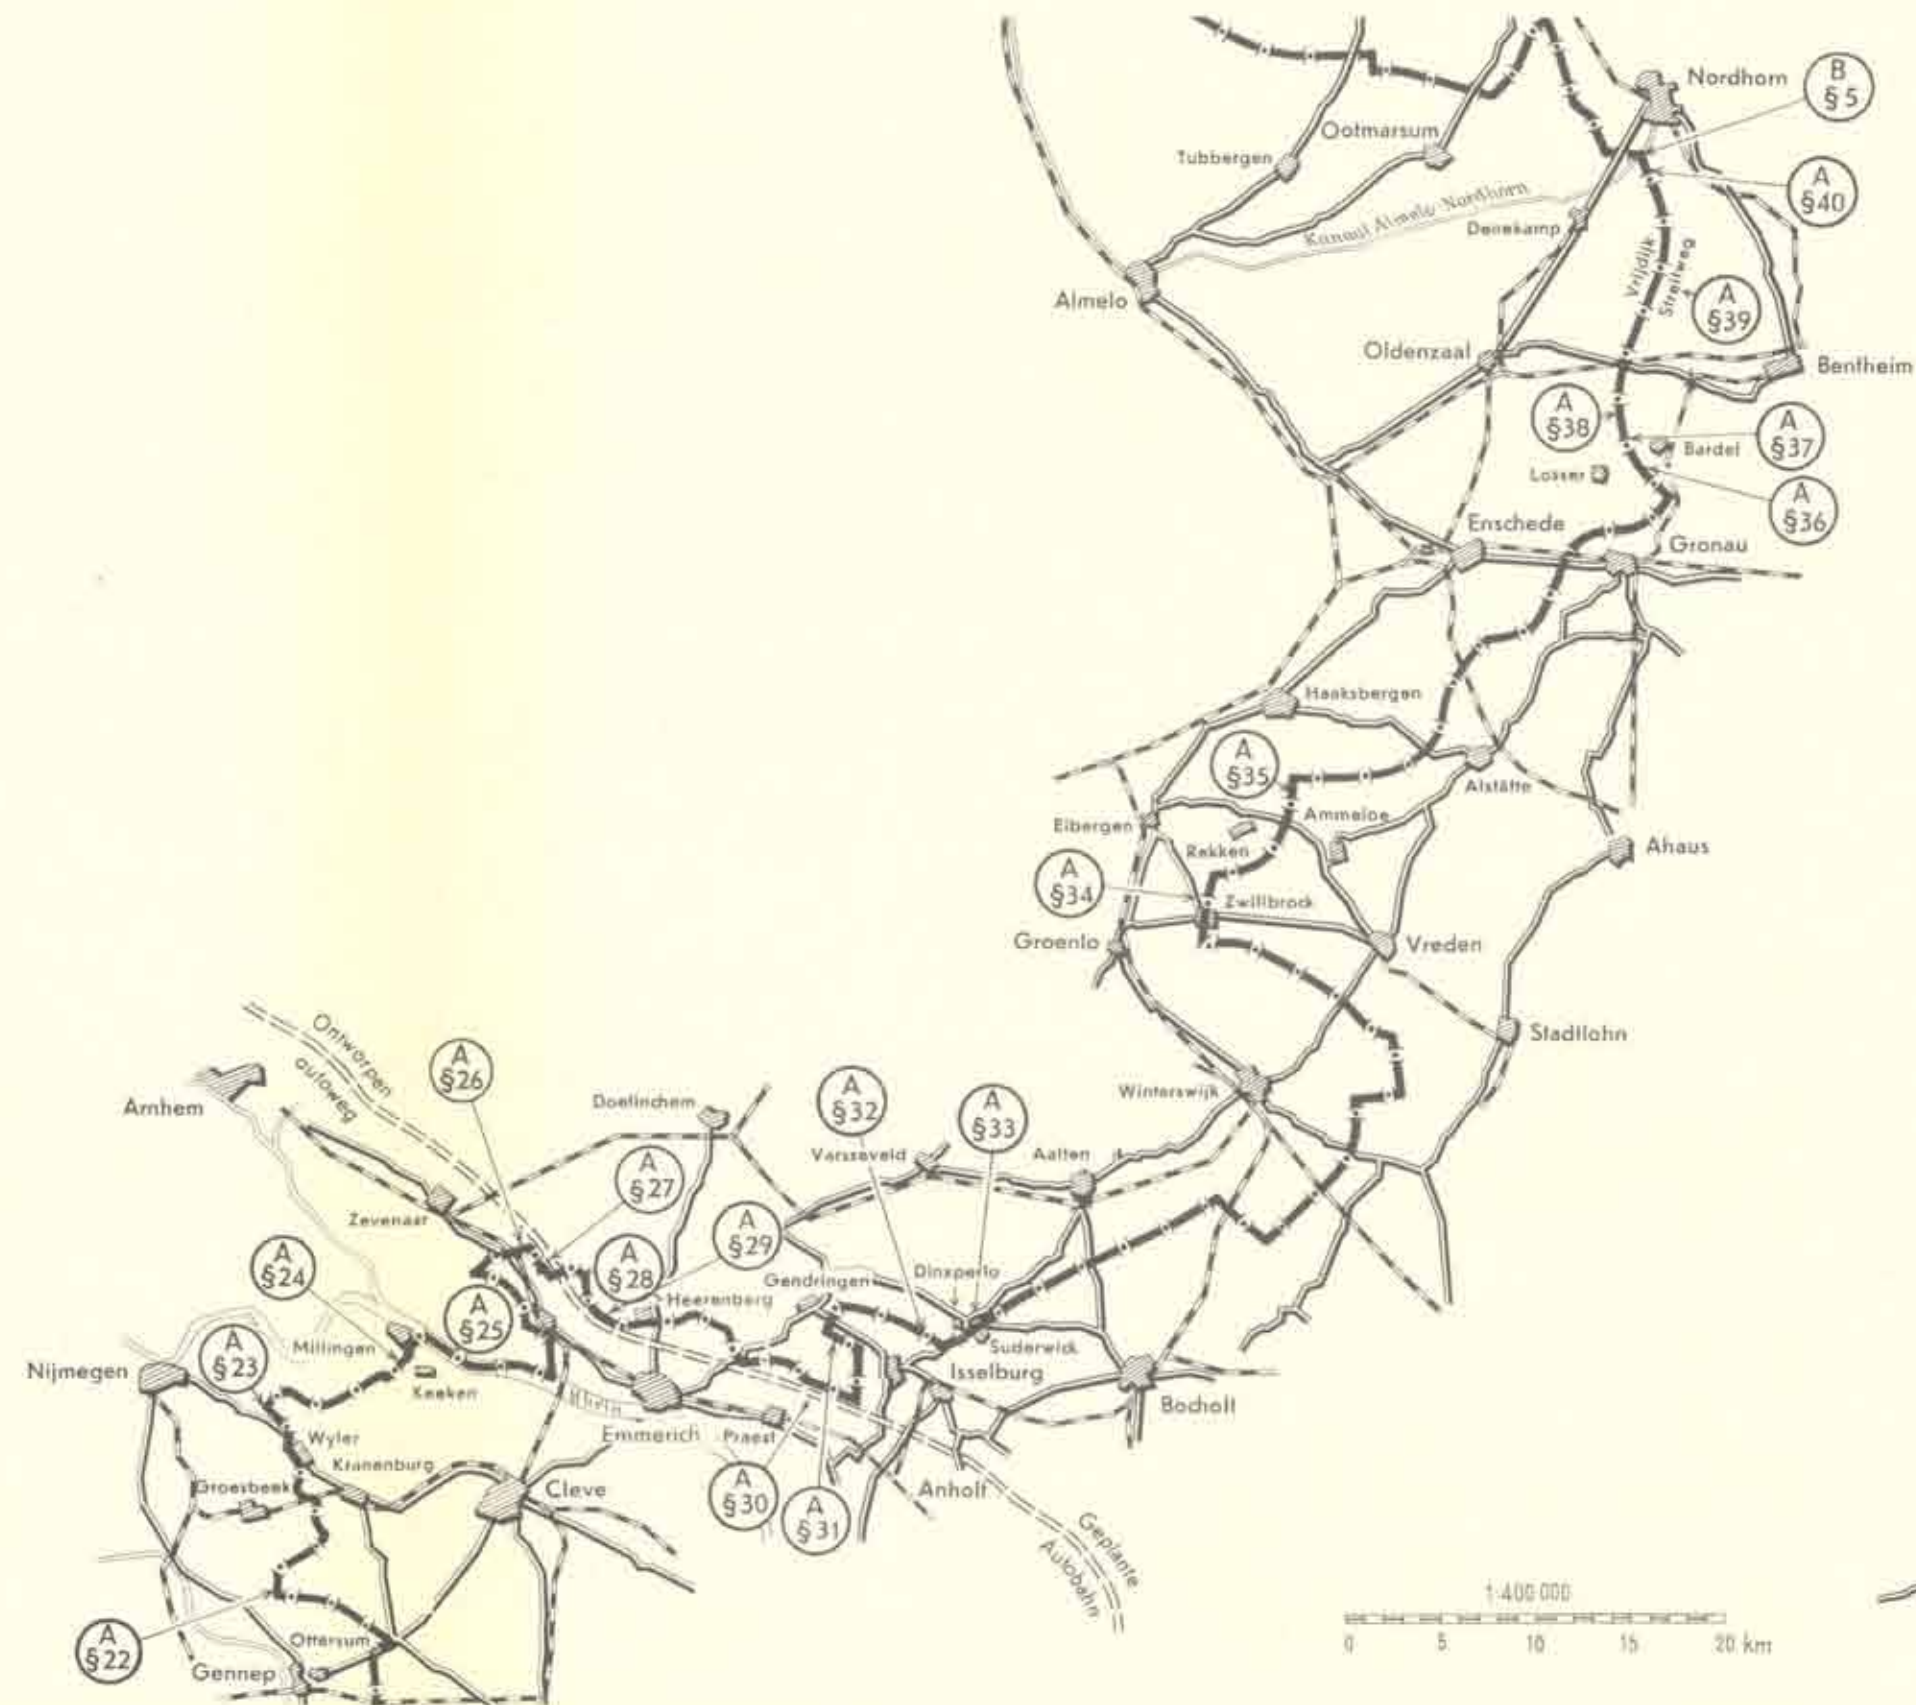 Nordhorn
B
§5
Ootmarsum
Tubbergen
A
§40
Kanaal Almelo-Nordhorn
Denekamp
Vrijdijk
Streitweg
A
§39
Almelo
Oldenzaal
Bentheim
A
§38
A
§37
Bardel
Losser
A
§36
Enschede
Gronau
Haaksbergen
A
§35
Alstätte
Ammeloe
Eibergen
Rekken
Ahaus
A
§34
Zwillbrock
Groenlo
Vreden
Stadtlohn
Ontworpen
autoweg
A
§26
Arnhem
Doetinchem
A
§32
A
§33
Winterswijk
Varsseveld
Aalten
A
§27
Zevenaar
A
§29
A
§24
A
§28
Gendringen
Dinxperlo
Heerenberg
A
§25
Millingen
A
§23
Suderwick
Nijmegen
Keeken
Isselburg
Rhein
Bocholt
Wyler
Emmerich
Praest
Kranenburg
Groesbeek
Cleve
A
§30
Anholt
A
§31
Geplante
Autobahn
1:400 000
0 5 10 15 20 km
A
§22
Ottersum
Gennep